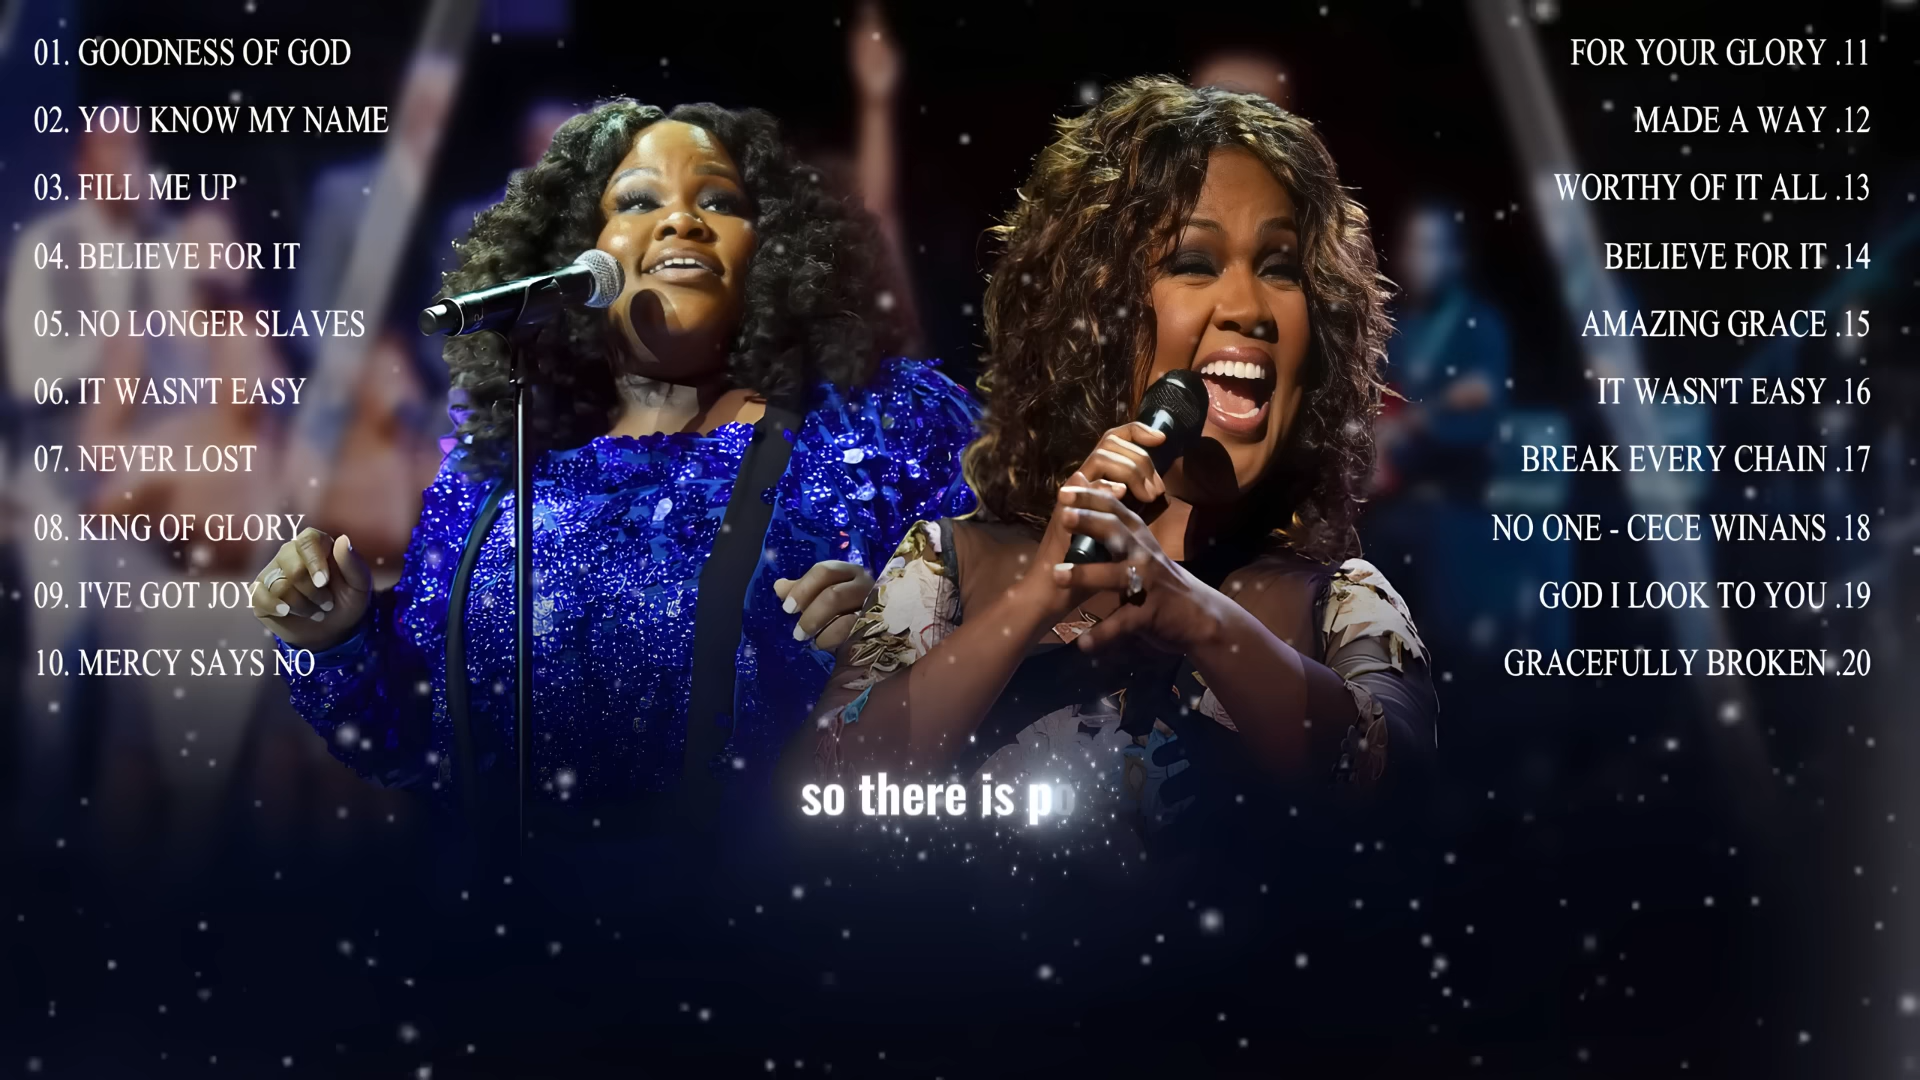 01. GOODNESS OF GOD
02. YOU KNOW MY NAME
03. FILL ME UP
04. BELIEVE FOR IT
05. NO LONGER SLAVES
06. IT WASN'T EASY
07. NEVER LOST
08. KING OF GLORY
09. I'VE GOT JOY
10. MERCY SAYS NO
FOR YOUR GLORY .11
MADE A WAY .12
WORTHY OF IT ALL .13
BELIEVE FOR IT .14
AMAZING GRACE .15
IT WASN'T EASY .16
BREAK EVERY CHAIN .17
NO ONE - CECE WINANS .18
GOD I LOOK TO YOU .19
GRACEFULLY BROKEN .20
so there is